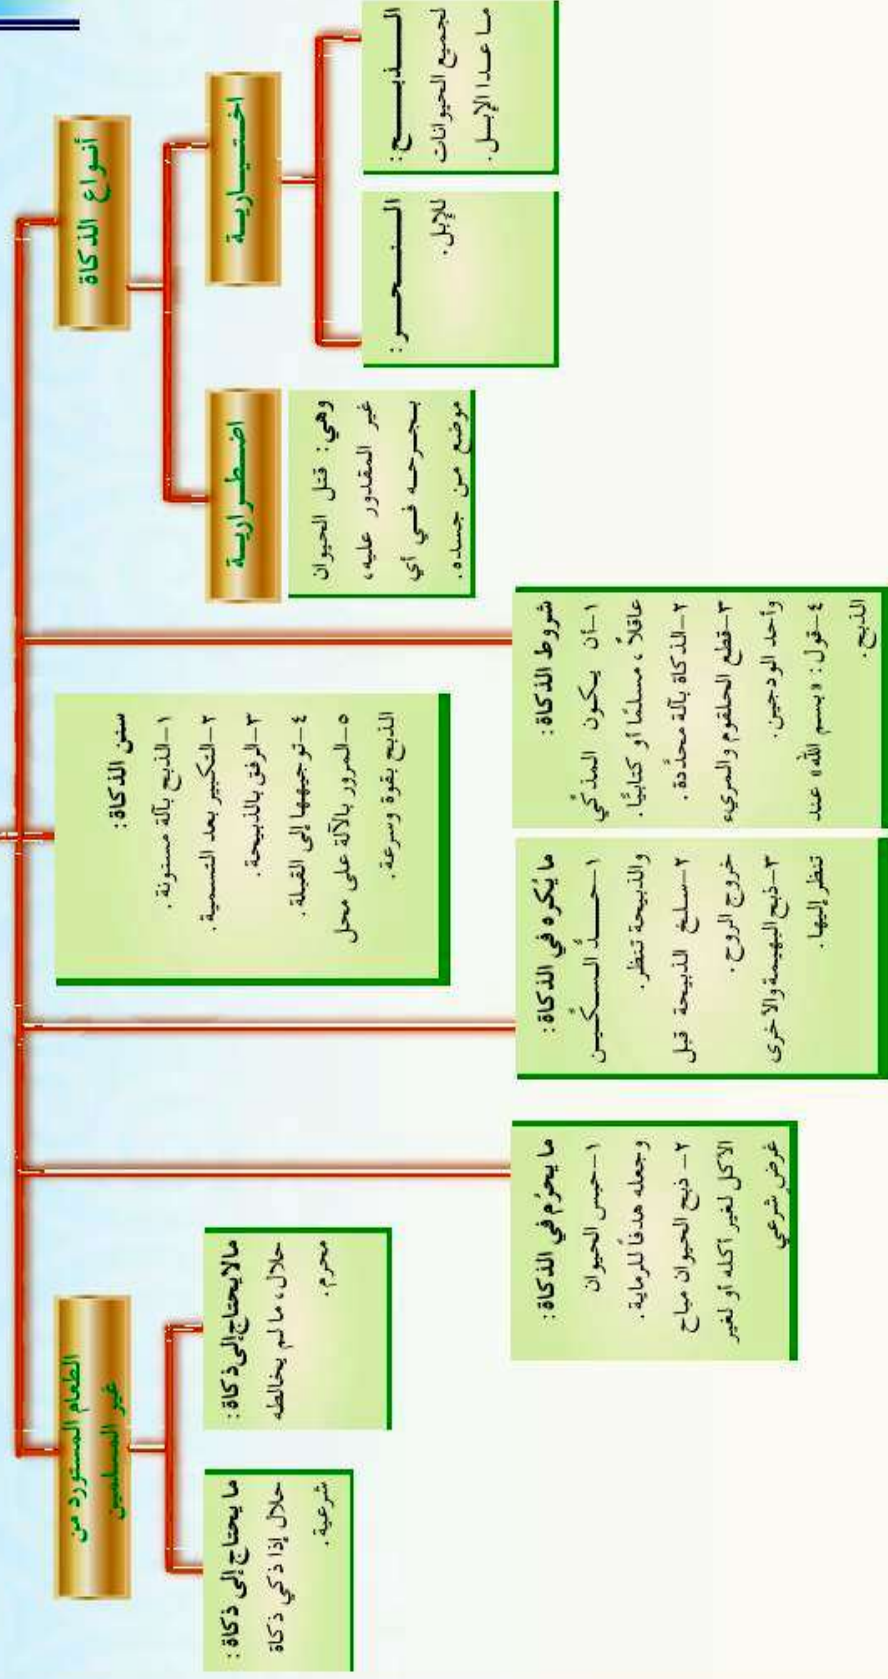 أنواع الذكاة
اختيارية
الذبح:
لجميع الحيوانات
ما عدا الإبل.
النحر:
للإبل.
اضطرارية
وهي: قتل الحيوان
غير المقدور عليه،
بجرحه في أي
موضع من جسده.
شروط الذكاة:
١-أن يكون المذكي
عاقلاً، مسلمًا أو كتابيًا.
٢-الذكاة بآلة محدَّدة.
٣-قطع الحلقوم والمريء
وأحد الودجين.
٤-قول: «بسم الله» عند
الذبح.
سنن الذكاة:
١-الذبح بآلة مسنونة.
٢-التكبير بعد التسمية.
٣-الرفق بالذبيحة.
٤-توجيهها إلى القبلة.
٥-المرور بالآلة على محل
الذبح بقوة وسرعة.
ما يُكره في الذكاة:
١-حدُّ السكّين
والذبيحة تنظر.
٢-سلخ الذبيحة قبل
خروج الروح.
٣-ذبح البهيمة والأخرى
تنظر إليها.
ما يحرُم في الذكاة:
١-حبس الحيوان
وجعله هدفًا للرماية.
٢- ذبح الحيوان مباح
الأكل لغير أكله أو لغير
غرضٍ شرعي
الطعام المستورد من
غير المسلمين
مالا يحتاج إلى ذكاة:
حلال، ما لم يخالطه
محرم.
ما يحتاج إلى ذكاة:
حلال إذا ذكي ذكاة
شرعية.